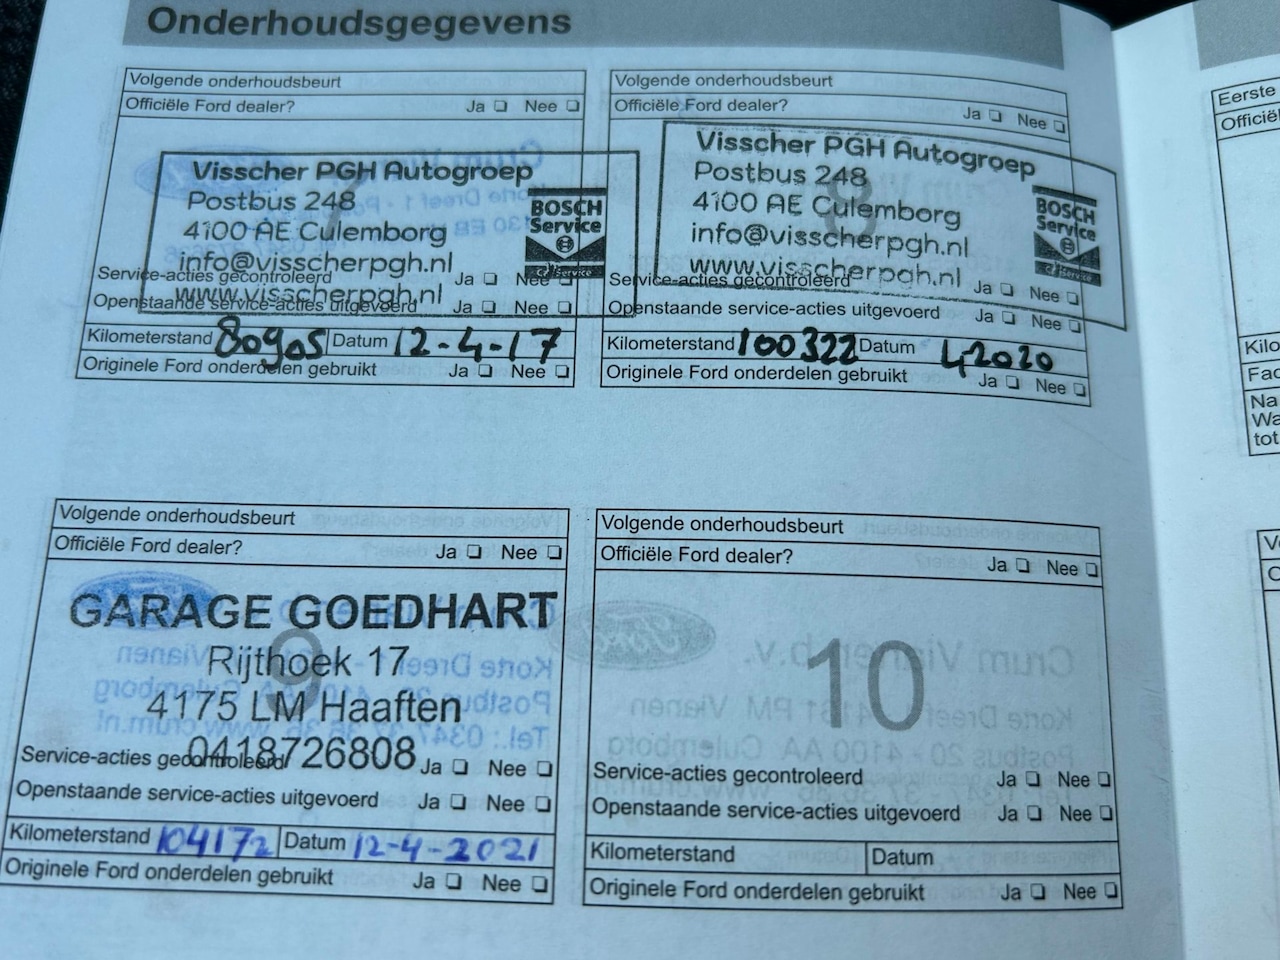 Onderhoudsgegevens
Volgende onderhoudsbeurt
Officiële Ford dealer? Ja ❏ Nee ❏
Visscher PGH Autogroep
Postbus 248
4100 AE Culemborg
info@visscherpgh.nl
www.visscherpgh.nl
BOSCH
Service
Car Service
7
Service-acties gecontroleerd Ja ❏ Nee ❏
Openstaande service-acties uitgevoerd Ja ❏ Nee ❏
Kilometerstand 80905 Datum 12-4-17
Originele Ford onderdelen gebruikt Ja ❏ Nee ❏
Volgende onderhoudsbeurt
Officiële Ford dealer? Ja ❏ Nee ❏
Visscher PGH Autogroep
Postbus 248
4100 AE Culemborg
info@visscherpgh.nl
www.visscherpgh.nl
BOSCH
Service
Car Service
8
Service-acties gecontroleerd Ja ❏ Nee ❏
Openstaande service-acties uitgevoerd Ja ❏ Nee ❏
Kilometerstand 100322 Datum 4 2020
Originele Ford onderdelen gebruikt Ja ❏ Nee ❏
Volgende onderhoudsbeurt
Officiële Ford dealer? Ja ❏ Nee ❏
GARAGE GOEDHART
9
Rijthoek 17
4175 LM Haaften
0418726808
Service-acties gecontroleerd Ja ❏ Nee ❏
Openstaande service-acties uitgevoerd Ja ❏ Nee ❏
Kilometerstand 104172 Datum 12-4-2021
Originele Ford onderdelen gebruikt Ja ❏ Nee ❏
Volgende onderhoudsbeurt
Officiële Ford dealer? Ja ❏ Nee ❏
10
Service-acties gecontroleerd Ja ❏ Nee ❏
Openstaande service-acties uitgevoerd Ja ❏ Nee ❏
Kilometerstand Datum
Originele Ford onderdelen gebruikt Ja ❏ Nee ❏
Eerste